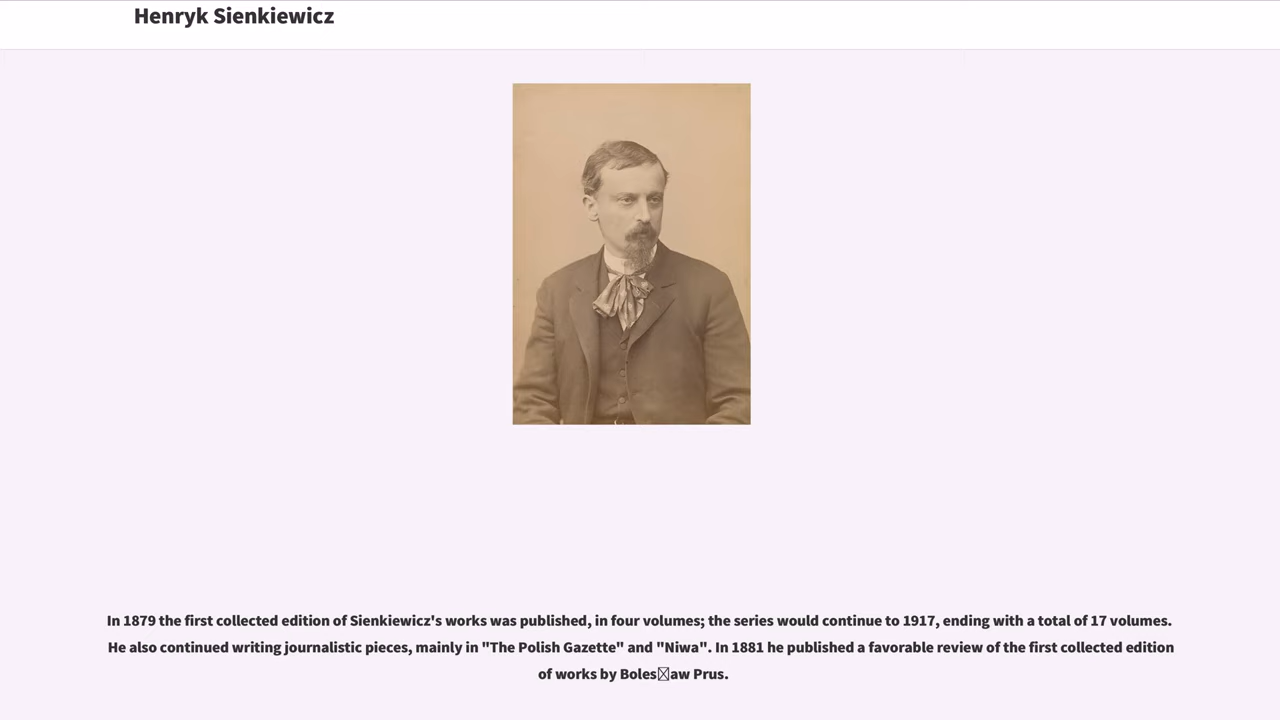 Henryk Sienkiewicz
In 1879 the first collected edition of Sienkiewicz's works was published, in four volumes; the series would continue to 1917, ending with a total of 17 volumes.
He also continued writing journalistic pieces, mainly in "The Polish Gazette" and "Niwa". In 1881 he published a favorable review of the first collected edition
of works by Boles□aw Prus.